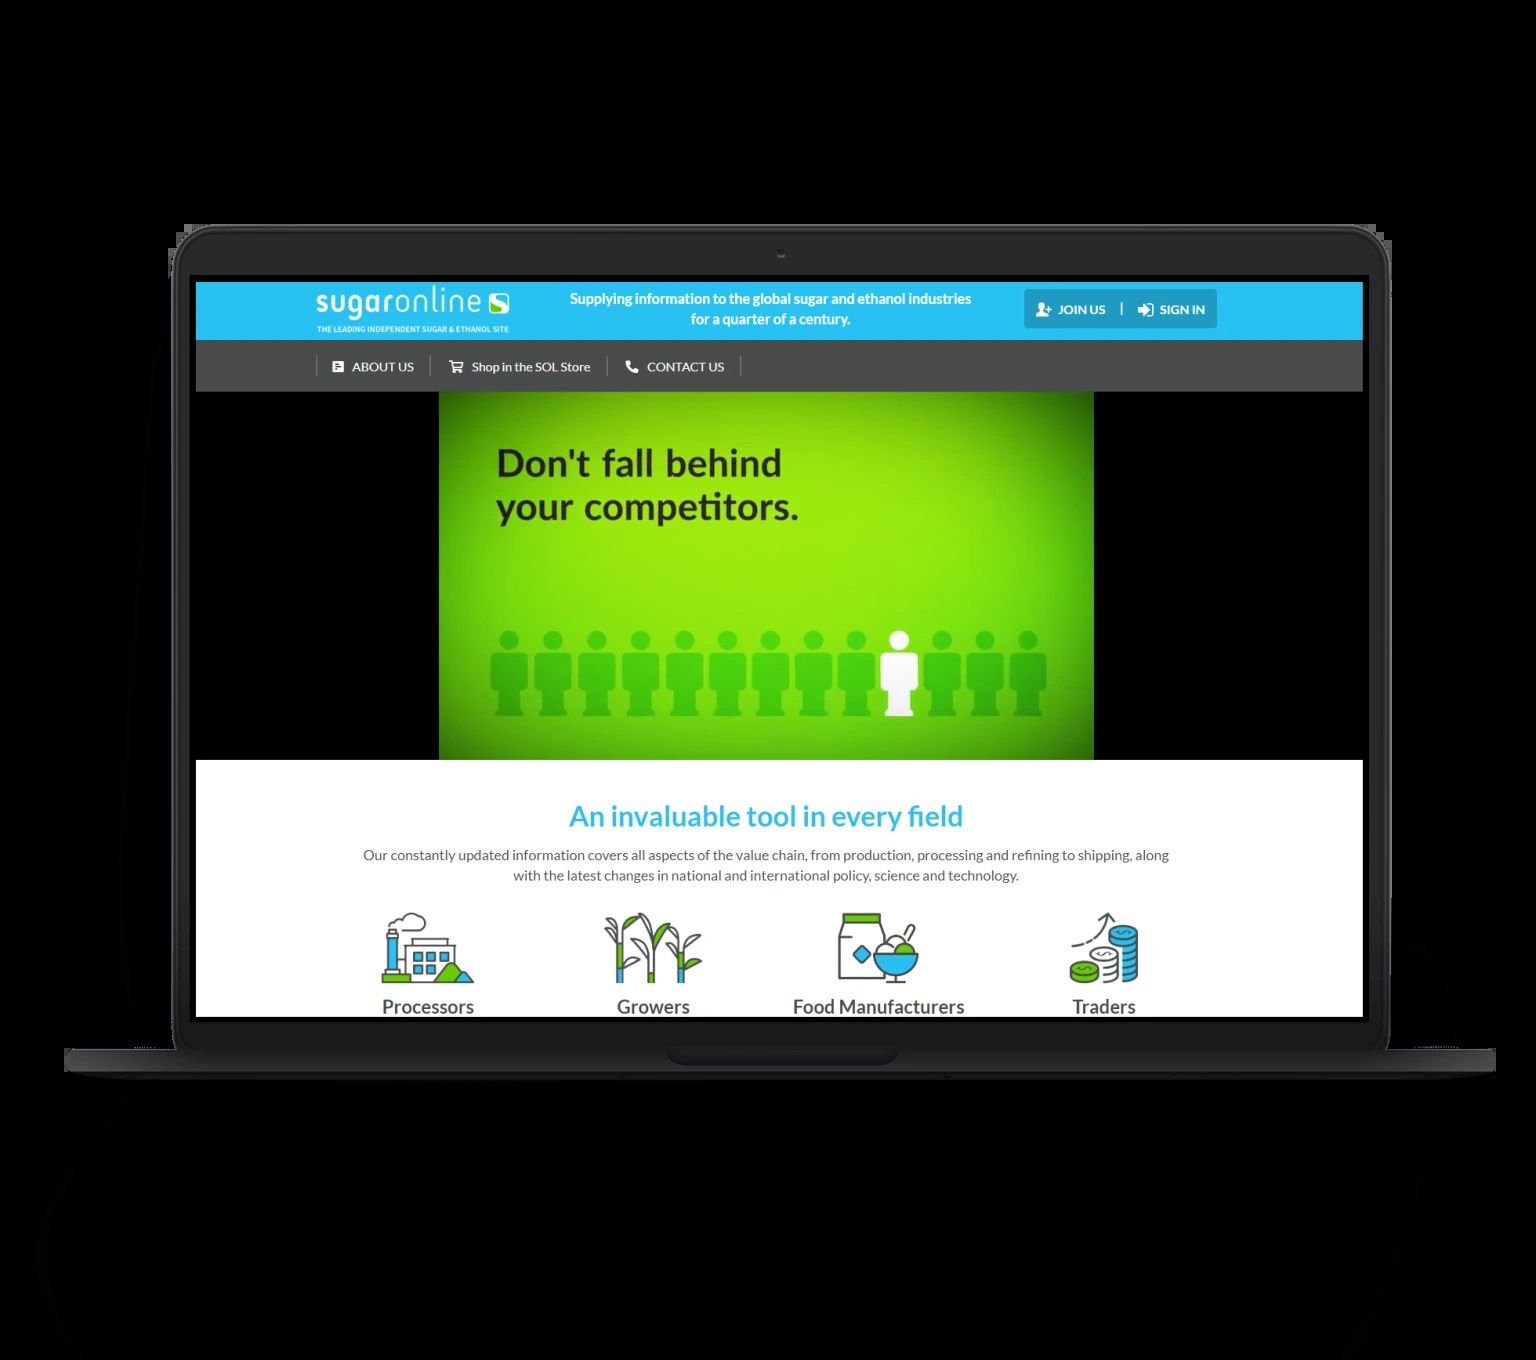 sugaronline
THE LEADING INDEPENDENT SUGAR & ETHANOL SITE
Supplying information to the global sugar and ethanol industries
for a quarter of a century.
JOIN US | SIGN IN
ABOUT US
Shop in the SOL Store
CONTACT US
Don't fall behind
your competitors.
An invaluable tool in every field
Our constantly updated information covers all aspects of the value chain, from production, processing and refining to shipping, along
with the latest changes in national and international policy, science and technology.
Processors
Growers
Food Manufacturers
Traders